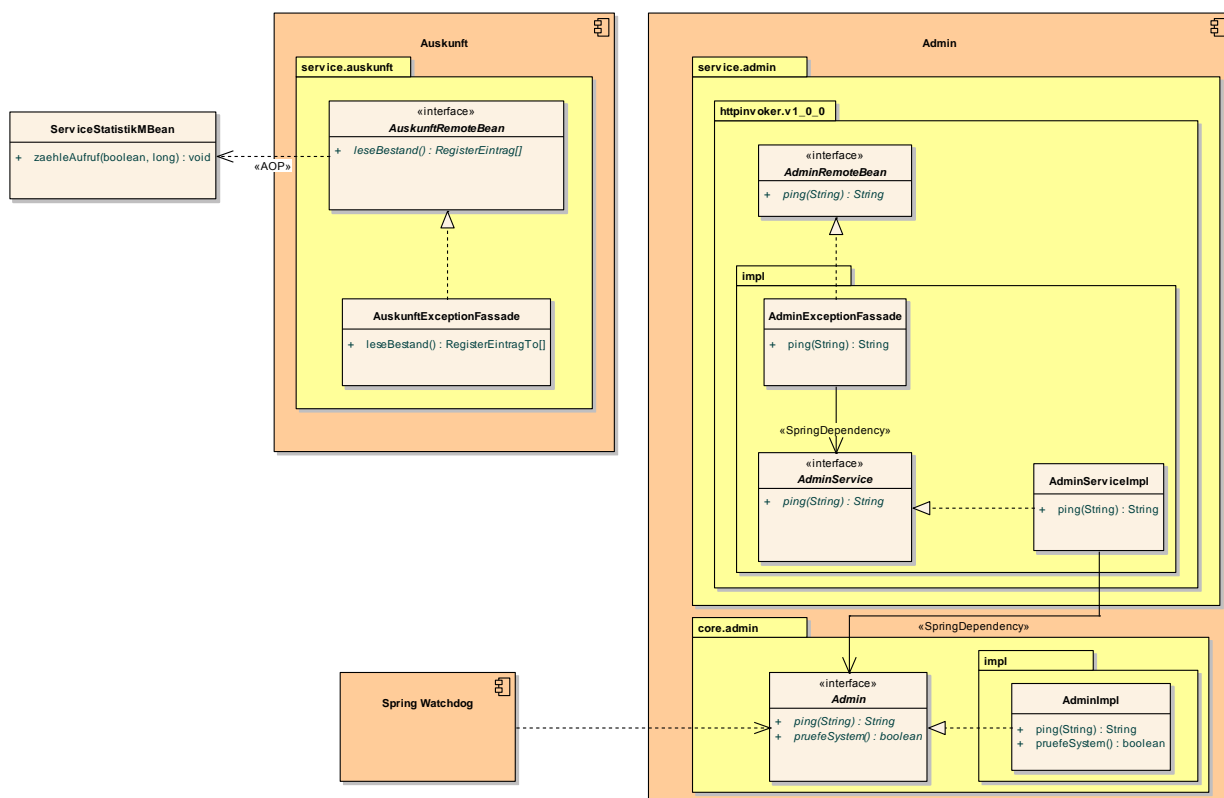 Auskunft
service.auskunft
«interface»
AuskunftRemoteBean
+ leseBestand() : RegisterEintrag[]
ServiceStatistikMBean
+ zaehleAufruf(boolean, long) : void
«AOP»
AuskunftExceptionFassade
+ leseBestand() : RegisterEintragTo[]
Admin
service.admin
httpinvoker.v1_0_0
«interface»
AdminRemoteBean
+ ping(String) : String
impl
AdminExceptionFassade
+ ping(String) : String
«SpringDependency»
«interface»
AdminService
+ ping(String) : String
AdminServiceImpl
+ ping(String) : String
«SpringDependency»
core.admin
«interface»
Admin
+ ping(String) : String
+ pruefeSystem() : boolean
impl
AdminImpl
+ ping(String) : String
+ pruefeSystem() : boolean
Spring Watchdog